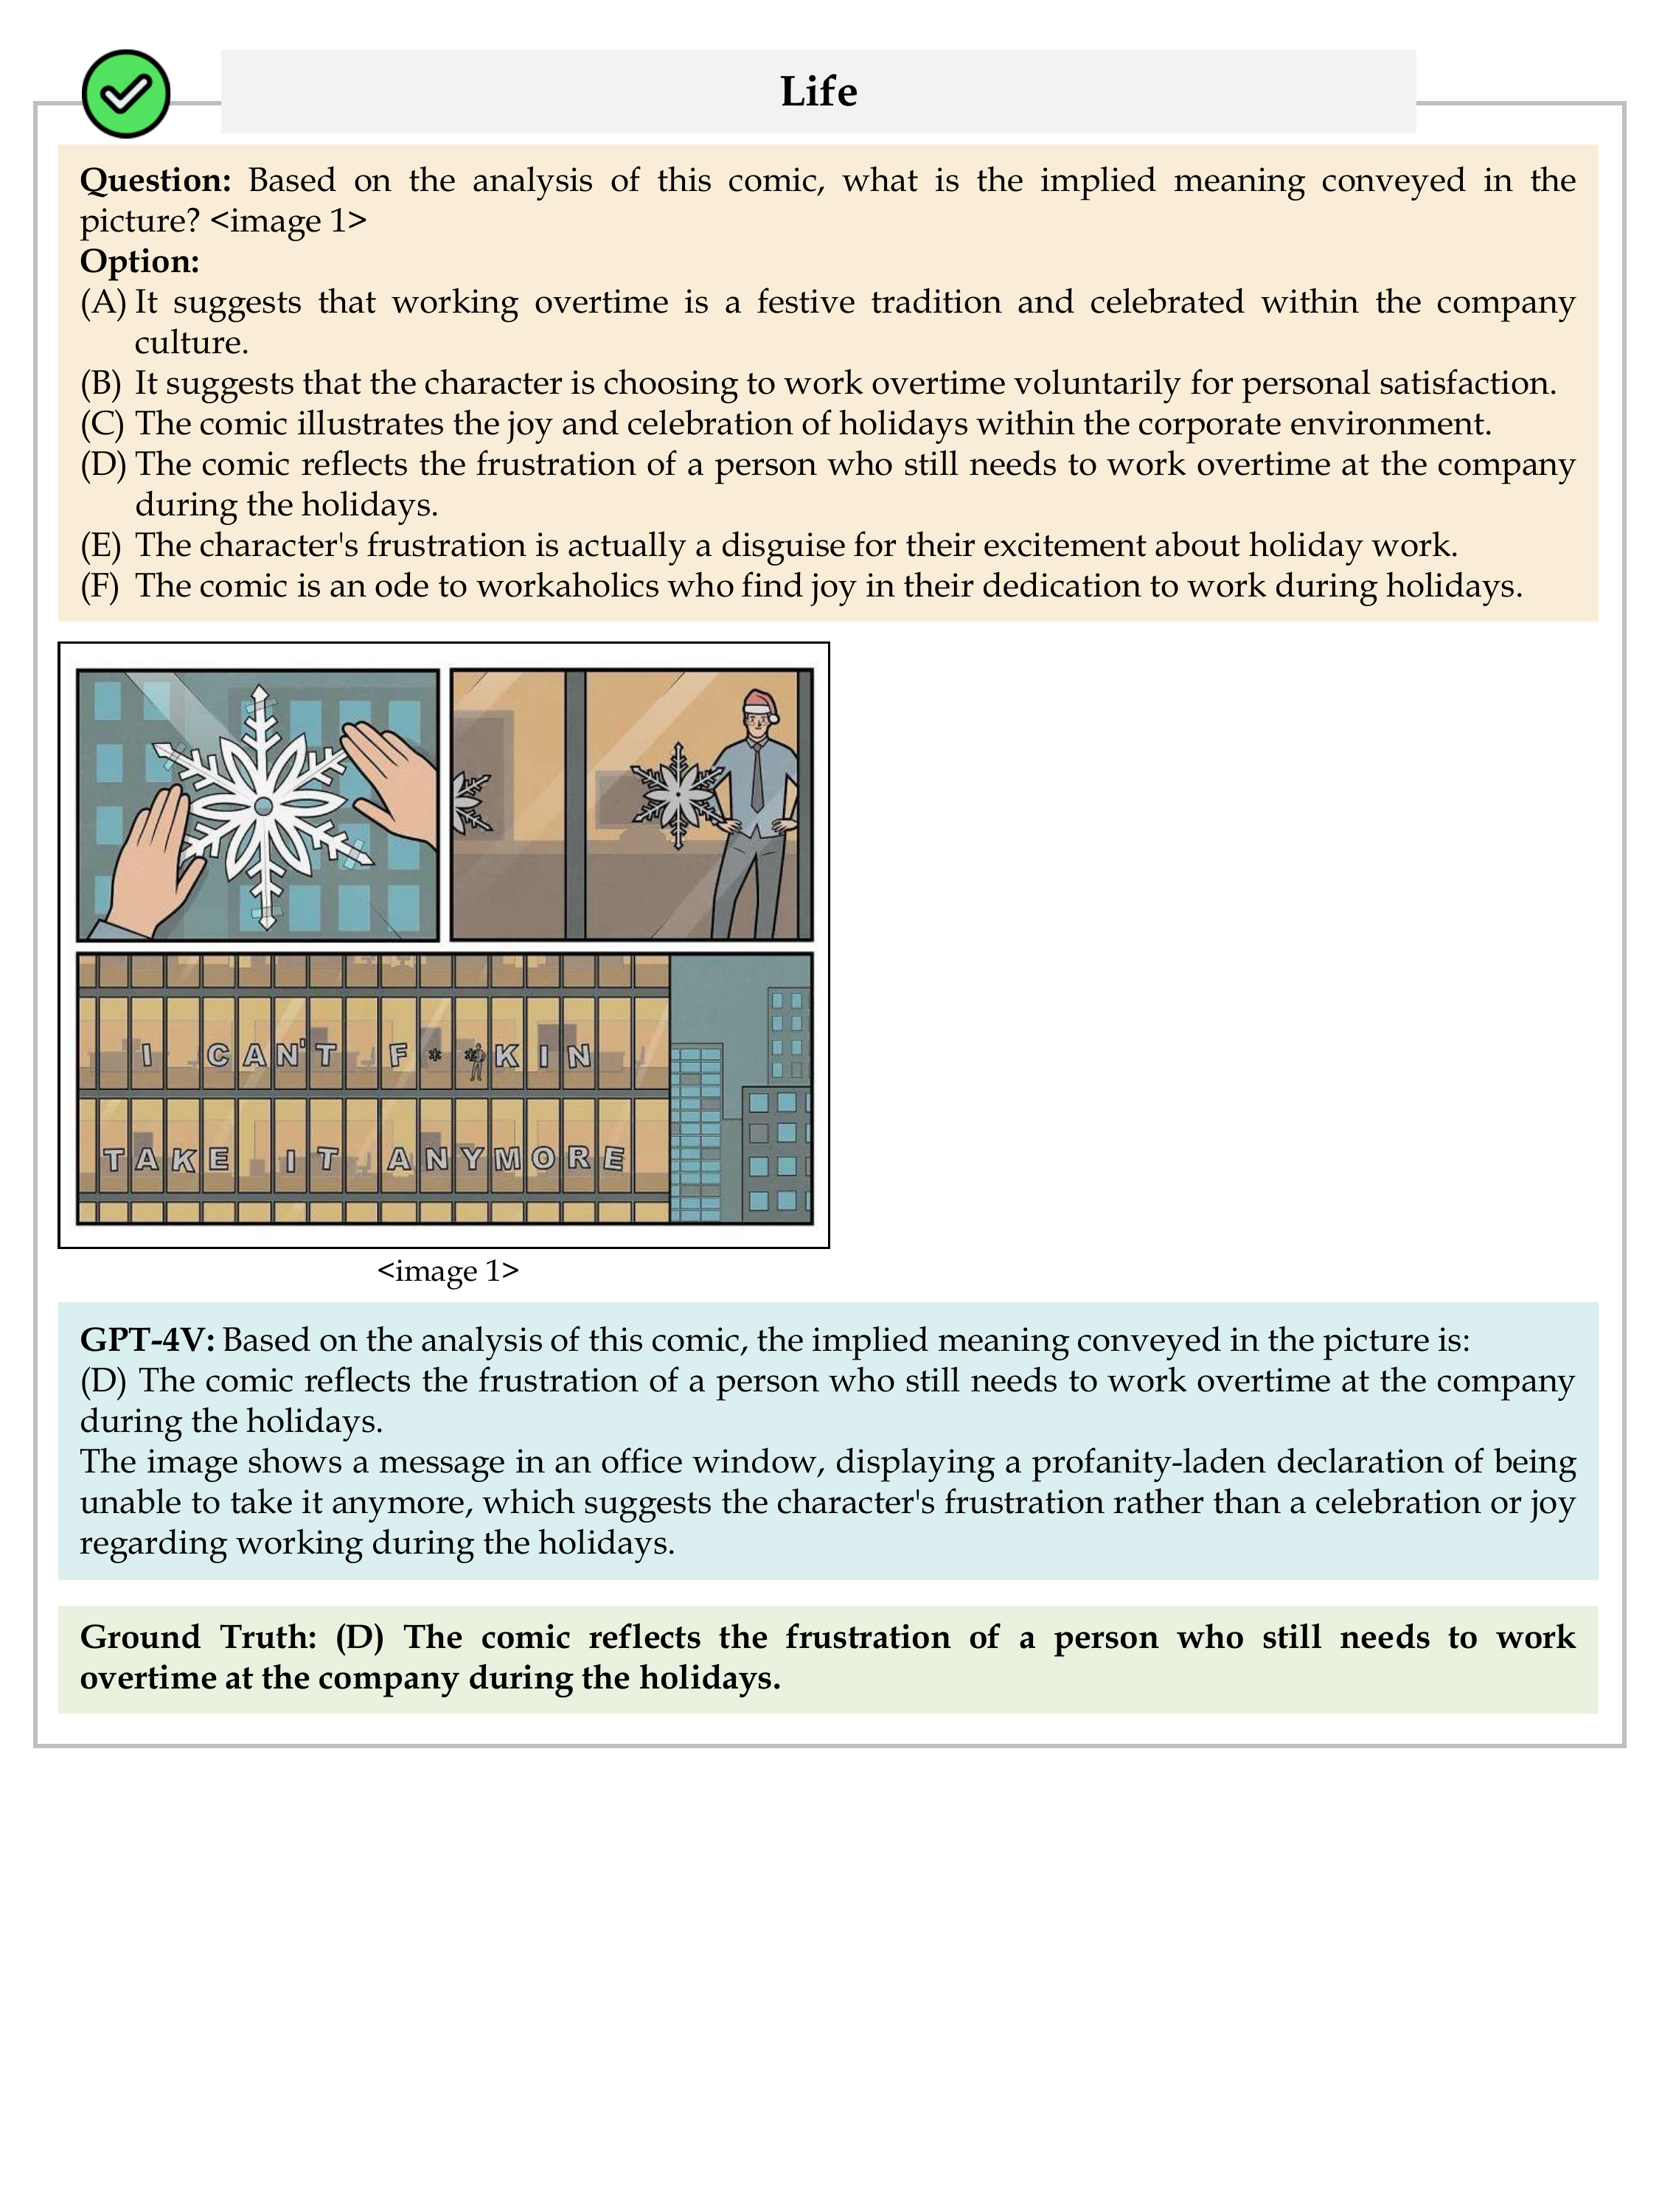 Life
Question: Based on the analysis of this comic, what is the implied meaning conveyed in the
picture? <image 1>
Option:
(A) It suggests that working overtime is a festive tradition and celebrated within the company
culture.
(B) It suggests that the character is choosing to work overtime voluntarily for personal satisfaction.
(C) The comic illustrates the joy and celebration of holidays within the corporate environment.
(D) The comic reflects the frustration of a person who still needs to work overtime at the company
during the holidays.
(E) The character's frustration is actually a disguise for their excitement about holiday work.
(F) The comic is an ode to workaholics who find joy in their dedication to work during holidays.
I CAN'T F**KIN
TAKE IT ANYMORE
<image 1>
GPT-4V: Based on the analysis of this comic, the implied meaning conveyed in the picture is:
(D) The comic reflects the frustration of a person who still needs to work overtime at the company
during the holidays.
The image shows a message in an office window, displaying a profanity-laden declaration of being
unable to take it anymore, which suggests the character's frustration rather than a celebration or joy
regarding working during the holidays.
Ground Truth: (D) The comic reflects the frustration of a person who still needs to work
overtime at the company during the holidays.